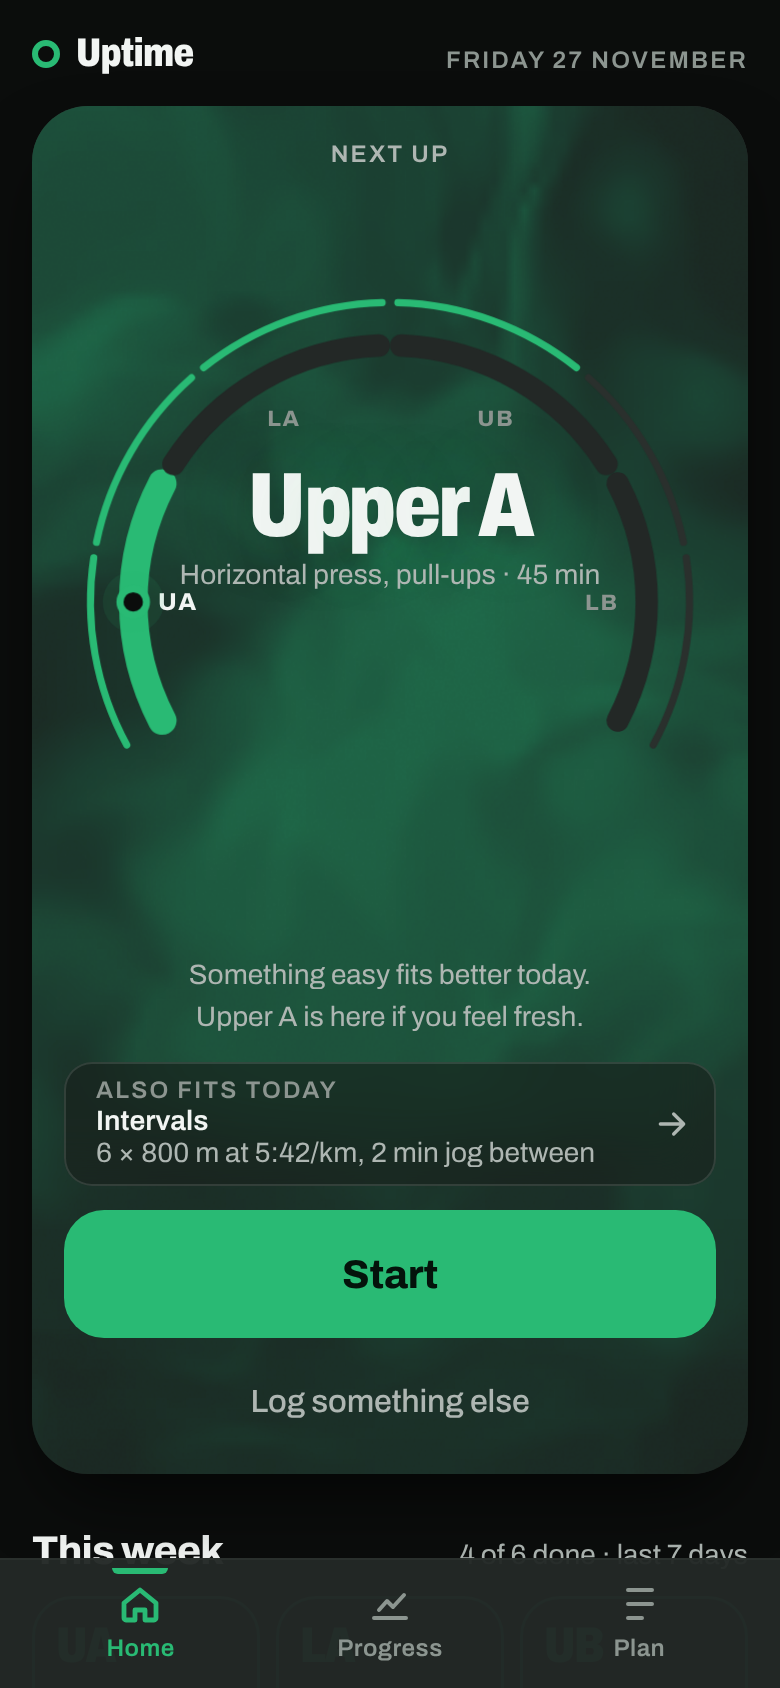 Uptime
FRIDAY 27 NOVEMBER
NEXT UP
LA
UB
Upper A
Horizontal press, pull-ups · 45 min
UA
LB
Something easy fits better today.
Upper A is here if you feel fresh.
ALSO FITS TODAY
Intervals
6 × 800 m at 5:42/km, 2 min jog between
Start
Log something else
This week
4 of 6 done · last 7 days
UA
LA
UB
Home
Progress
Plan